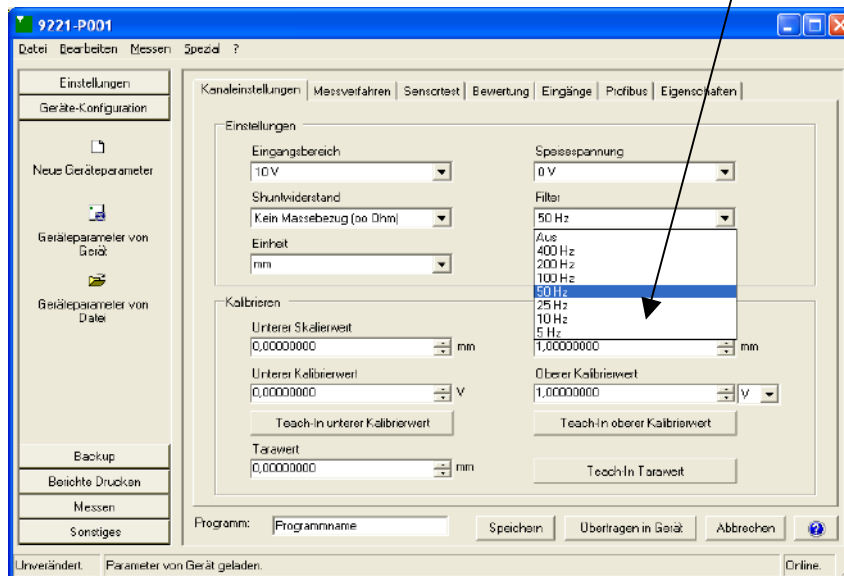 9221-P001
Datei Bearbeiten Messen Spezial ?
Einstellungen
Geräte-Konfiguration
Neue Geräteparameter
Geräteparameter von
Gerät
Geräteparameter von
Datei
Backup
Berichte Drucken
Messen
Sonstiges
Kanaleinstellungen Messverfahren Sensortest Bewertung Eingänge Profibus Eigenschaften
Einstellungen
Eingangsbereich
10 V
Shuntwiderstand
Kein Massebezug (oo Ohm)
Einheit
mm
Speisespannung
0 V
Filter
50 Hz
Aus
400 Hz
200 Hz
100 Hz
50 Hz
25 Hz
10 Hz
5 Hz
Kalibrieren
Unterer Skalierwert
0,00000000 mm
1,00000000 mm
Unterer Kalibrierwert
0,00000000 V
Oberer Kalibrierwert
1,00000000 V
Teach-In unterer Kalibrierwert
Teach-In oberer Kalibrierwert
Tarawert
0,00000000 mm
Teach-In Tarawert
Programm: Programmname
Speichern Übertragen in Gerät Abbrechen
Unverändert. Parameter von Gerät geladen. Online.